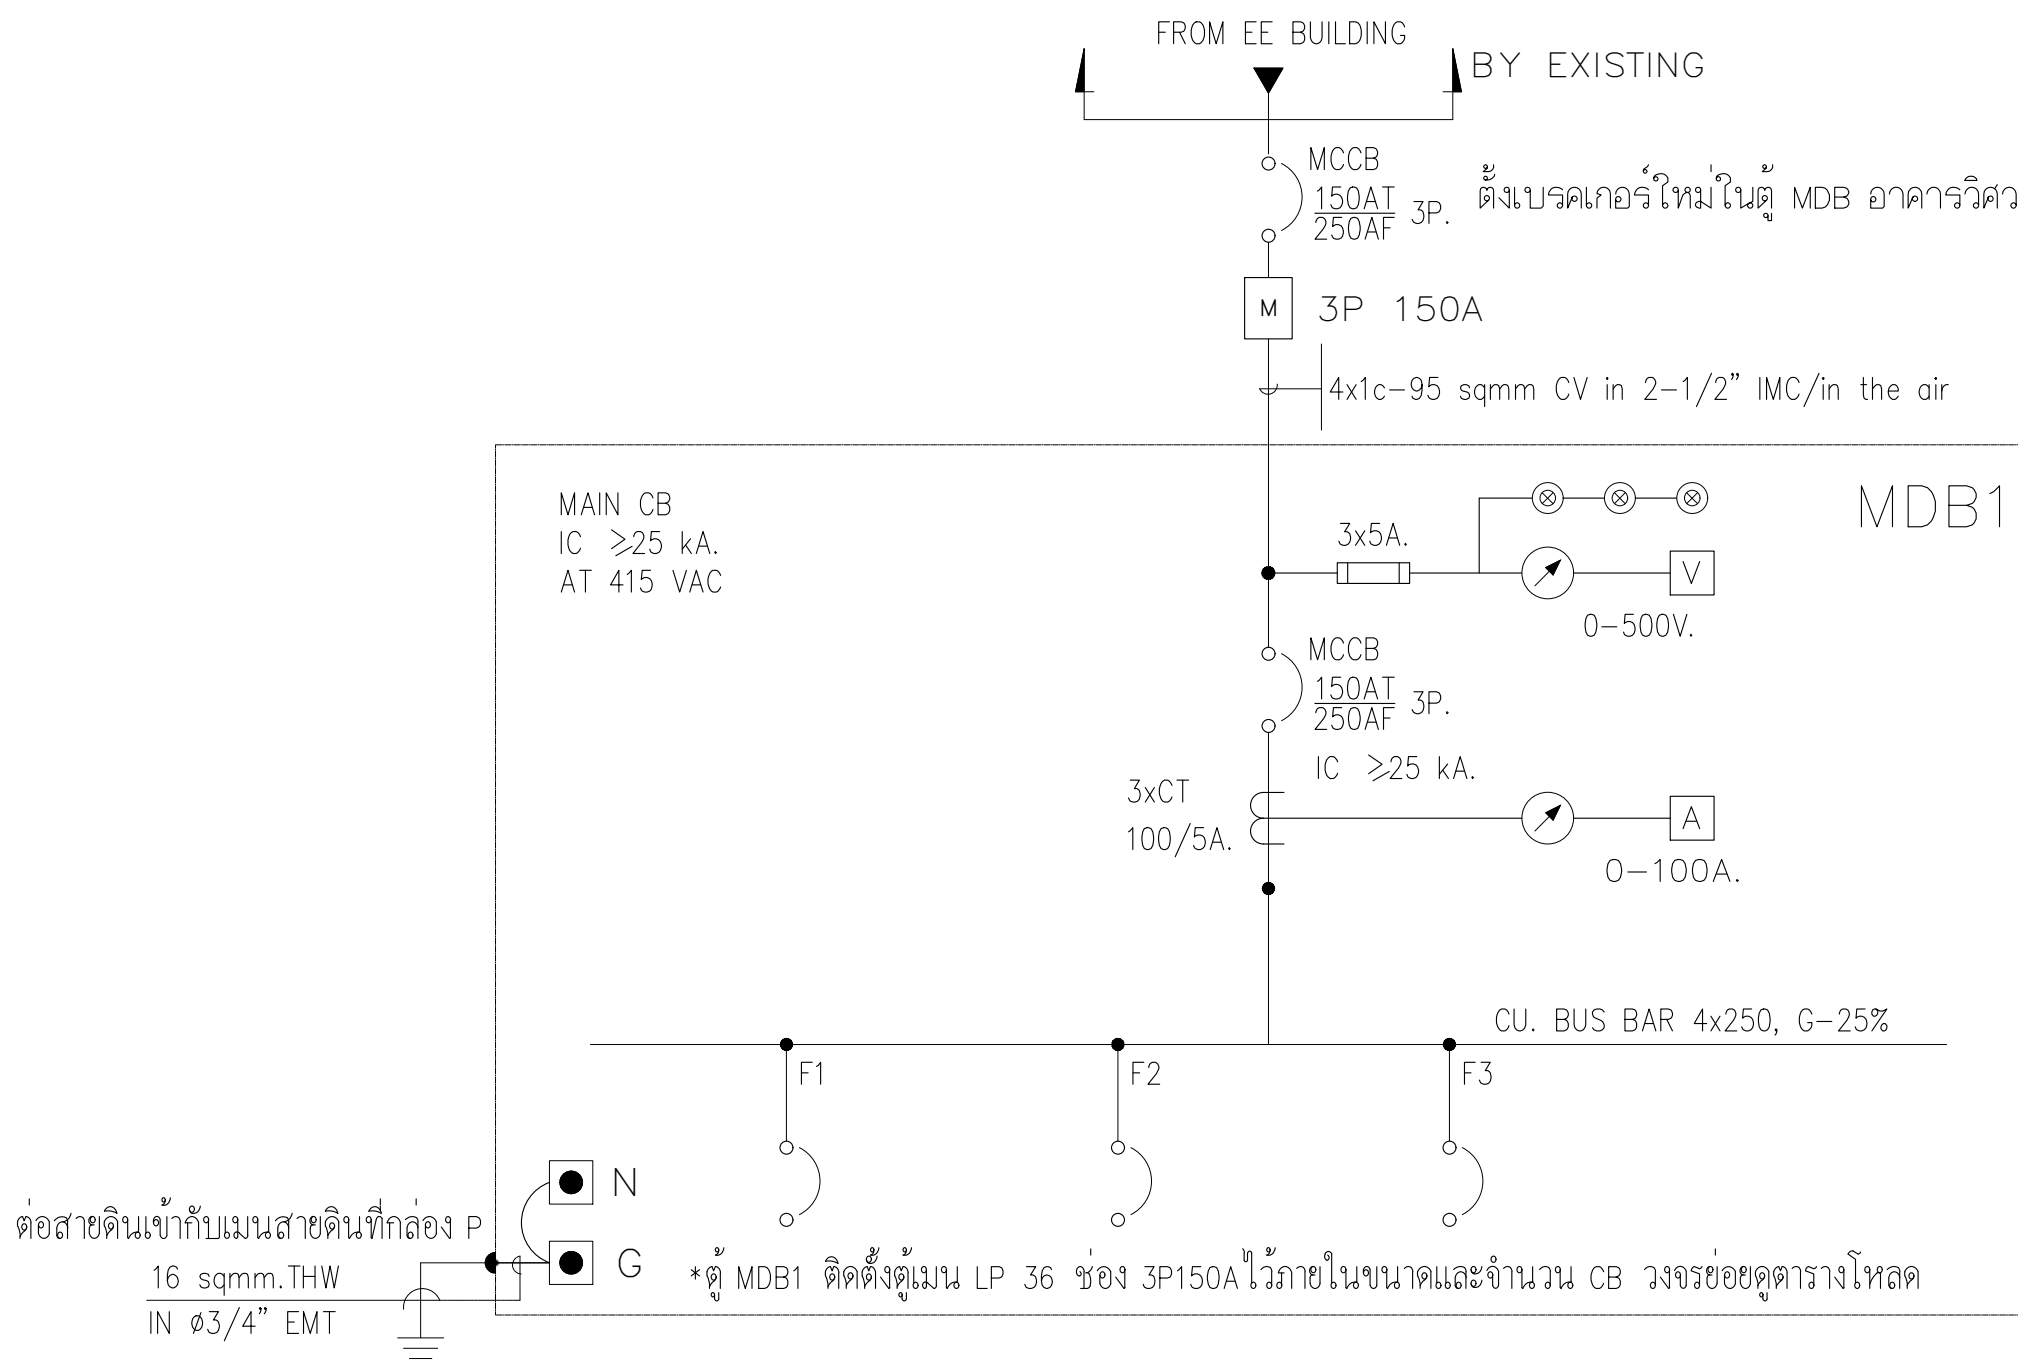 FROM EE BUILDING
BY EXISTING
MCCB
150AT
250AF 3P.
ตั้งเบรคเกอร์ใหม่ในตู้ MDB อาคารวิศว
M
3P 150A
4x1c-95 sqmm CV in 2-1/2" IMC/in the air
MAIN CB
IC ≥25 kA.
AT 415 VAC
MDB1
3x5A.
V
0-500V.
MCCB
150AT
250AF 3P.
IC ≥25 kA.
3xCT
100/5A.
A
0-100A.
CU. BUS BAR 4x250, G-25%
F1
F2
F3
N
ต่อสายดินเข้ากับเมนสายดินที่กล่อง P
G
*ตู้ MDB1 ติดตั้งตู้เมน LP 36 ช่อง 3P150A ไว้ภายในขนาดและจำนวน CB วงจรย่อยดูตารางโหลด
16 sqmm.THW
IN ø3/4" EMT